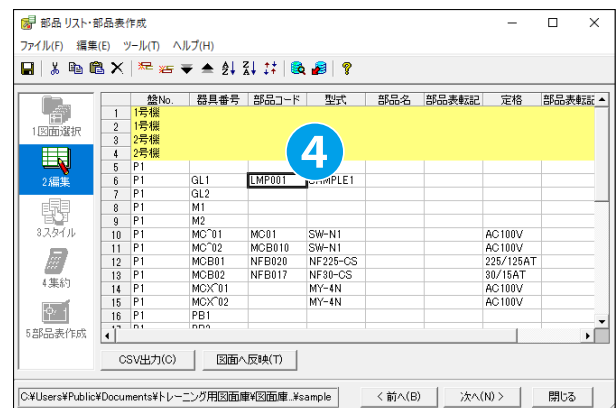 部品 リスト・部品表作成
ファイル(F) 編集(E) ツール(T) ヘルプ(H)
盤No. 器具番号 部品コード 型式 部品名 部品表転記 定格 部品表転記
1 1号機
2 1号機
3 2号機
4 2号機
5 P1
6 P1 GL1 LMP001
7 P1 GL2
8 P1 M1
9 P1 M2
10 P1 MC^01 MC01 SW-N1 AC100V
11 P1 MC^02 MCB010 SW-N1 AC100V
12 P1 MCB01 NFB020 NF225-CS 225/125AT
13 P1 MCB02 NFB017 NF30-CS 30/15AT
14 P1 MCX^01 MY-4N AC100V
15 P1 MCX^02 MY-4N AC100V
16 P1 PB1
4
1.図面選択
2.編集
3.スタイル
4.集約
5.部品表作成
CSV出力(C) 図面へ反映(T)
C:¥Users¥Public¥Documents¥トレーニング用図面庫¥図面庫..¥sample < 前へ(B) 次へ(N) > 閉じる